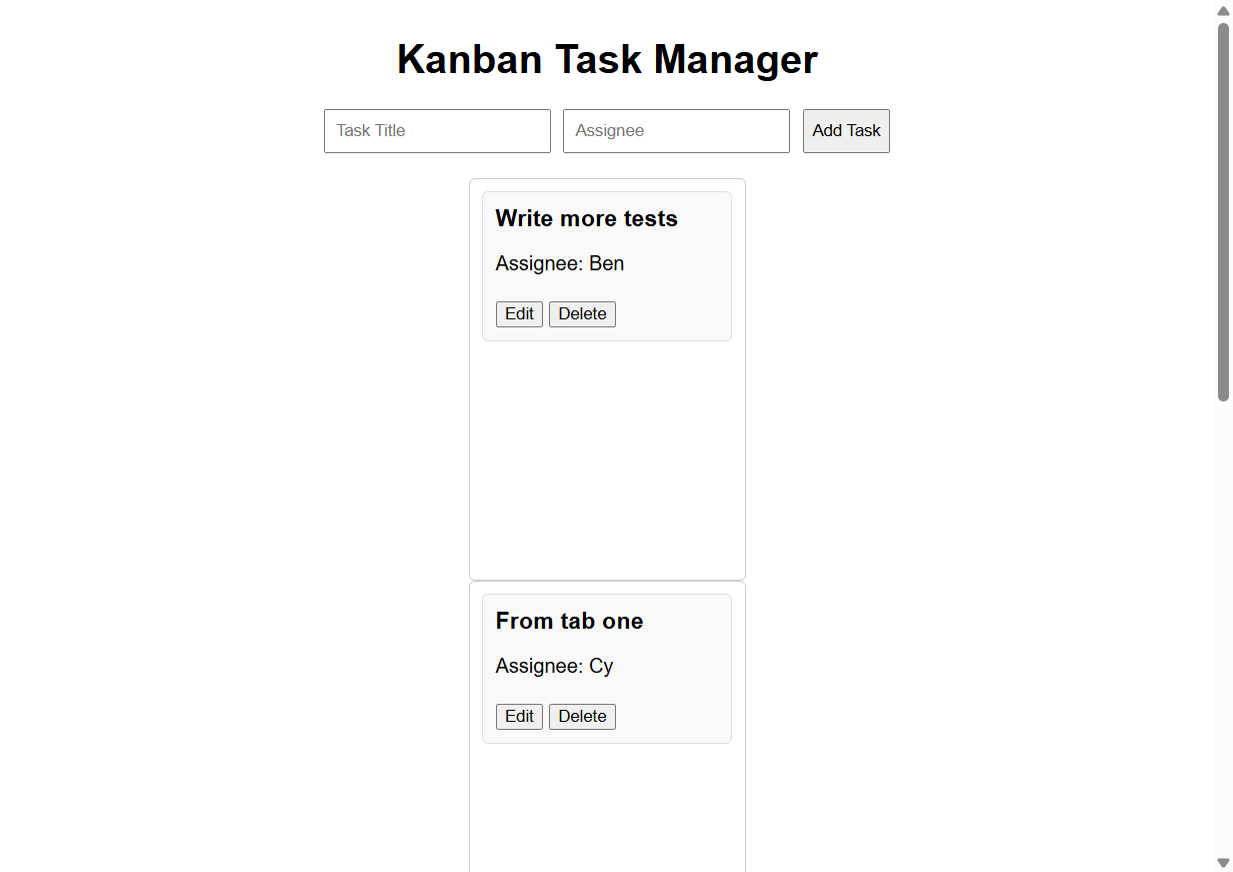 Kanban Task Manager
Task Title Assignee Add Task
Write more tests
Assignee: Ben
Edit Delete
From tab one
Assignee: Cy
Edit Delete